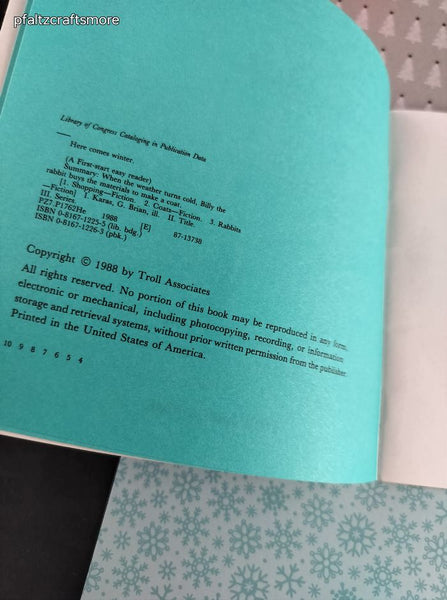 pfaltzcraftsmore
Library of Congress Cataloging in Publication Data
Here comes winter.
(A First-start easy reader)
Summary: When the weather turns cold, Billy the
rabbit buys the materials to make a coat.
[1. Shopping—Fiction. 2. Coats—Fiction. 3. Rabbits
—Fiction] I. Karas, G. Brian, ill. II. Title.
III. Series.
PZ7.P1762He 1988 [E] 87-13738
ISBN 0-8167-1225-5 (lib. bdg.)
ISBN 0-8167-1226-3 (pbk.)
Copyright © 1988 by Troll Associates
All rights reserved. No portion of this book may be reproduced in any form,
electronic or mechanical, including photocopying, recording, or information
storage and retrieval systems, without prior written permission from the publisher.
Printed in the United States of America.
10 9 8 7 6 5 4